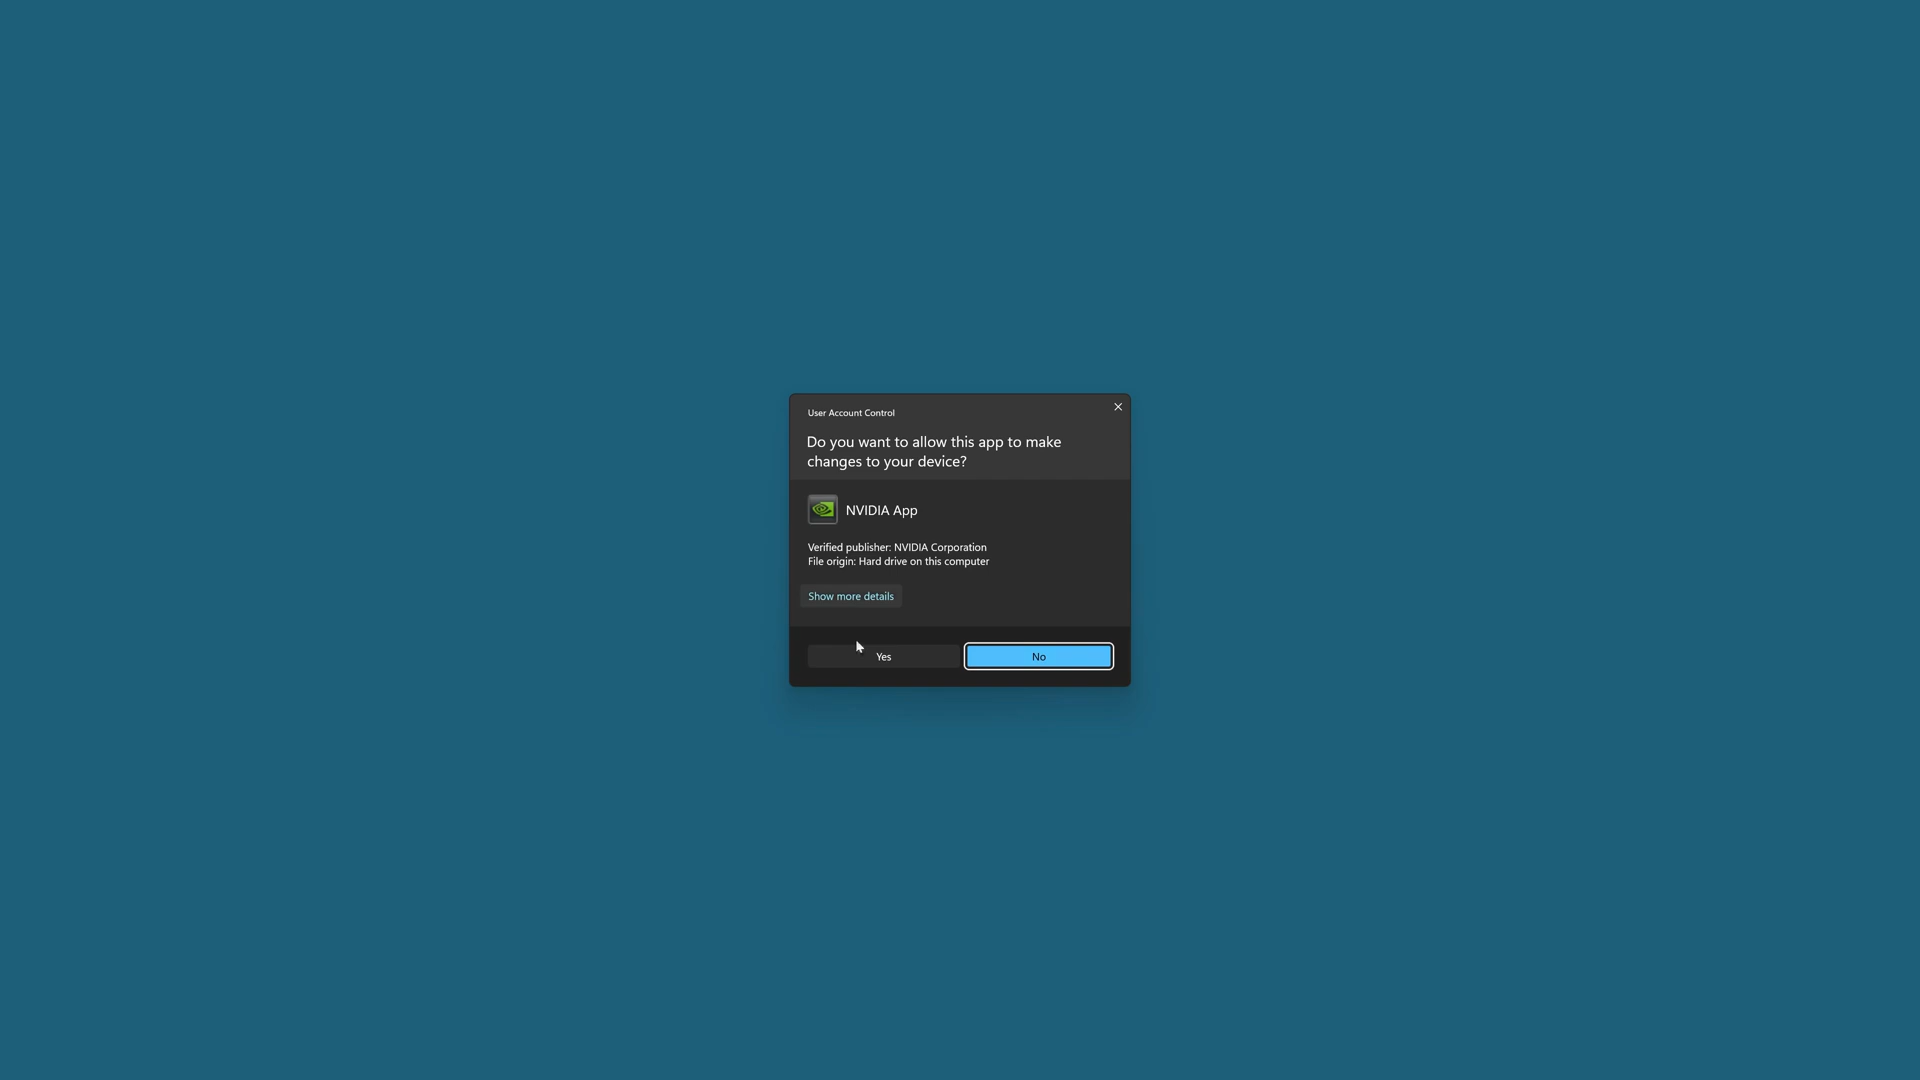 User Account Control
Do you want to allow this app to make
changes to your device?
NVIDIA App
Verified publisher: NVIDIA Corporation
File origin: Hard drive on this computer
Show more details
Yes
No